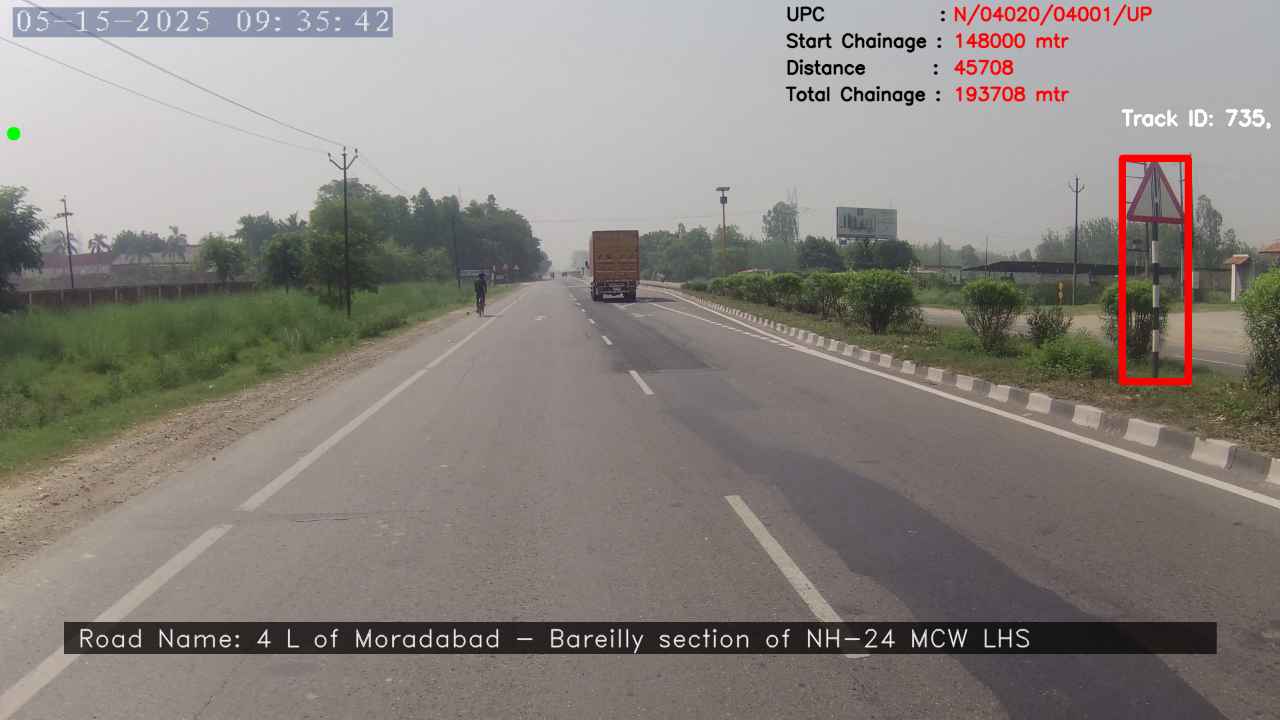 05-15-2025 09:35:42
UPC : N/04020/04001/UP
Start Chainage : 148000 mtr
Distance : 45708
Total Chainage : 193708 mtr
Track ID: 735,
Road Name: 4 L of Moradabad - Bareilly section of NH-24 MCW LHS